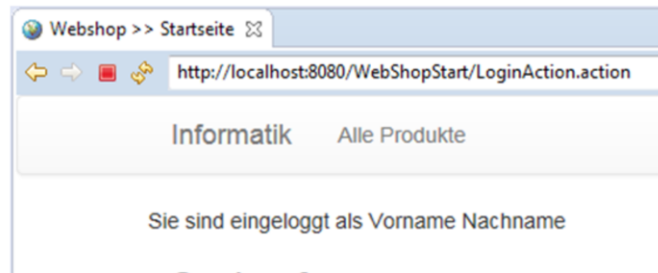 Webshop >> Startseite
http://localhost:8080/WebShopStart/LoginAction.action
Informatik Alle Produkte
Sie sind eingeloggt als Vorname Nachname